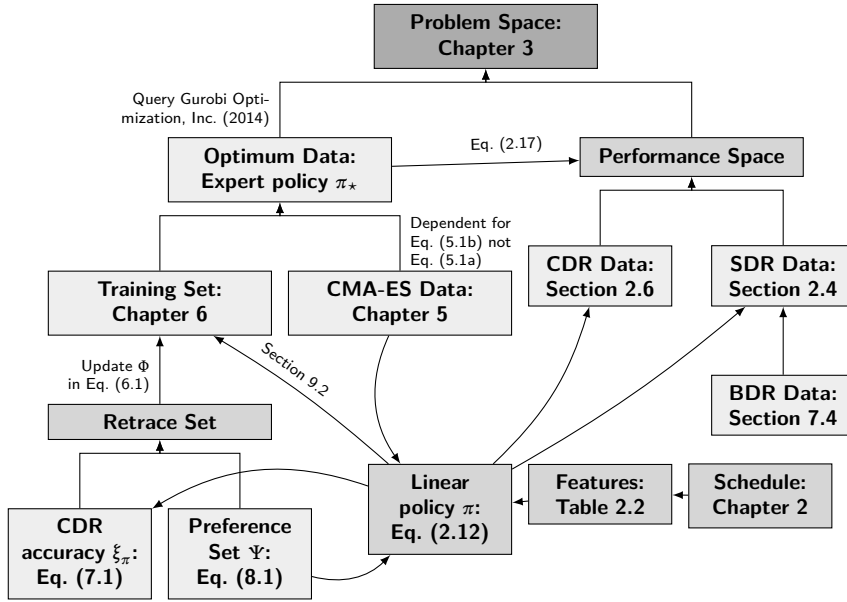 Problem Space:
Chapter 3
Query Gurobi Opti-
mization, Inc. (2014)
Eq. (2.17)
Optimum Data:
Expert policy π⋆
Performance Space
Dependent for
Eq. (5.1b) not
Eq. (5.1a)
Training Set:
Chapter 6
CMA-ES Data:
Chapter 5
CDR Data:
Section 2.6
SDR Data:
Section 2.4
Update Φ
in Eq. (6.1)
Section 9.2
BDR Data:
Section 7.4
Retrace Set
Linear
policy π:
Eq. (2.12)
Features:
Table 2.2
Schedule:
Chapter 2
CDR
accuracy ξπ:
Eq. (7.1)
Preference
Set Ψ:
Eq. (8.1)